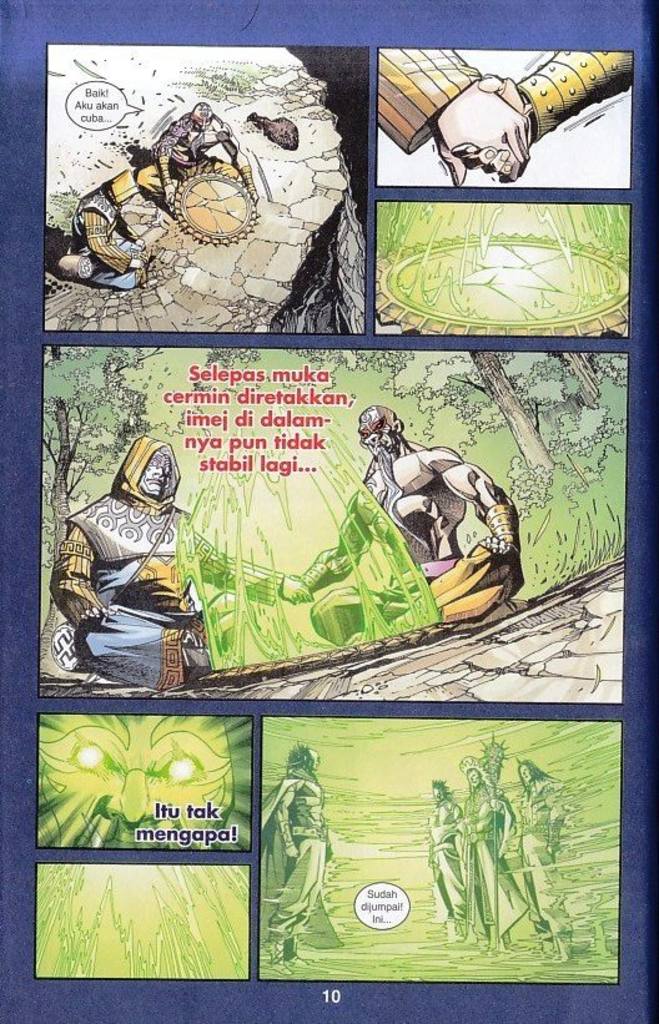 Baik!
Aku akan
cuba...
Selepas muka
cermin diretakkan,
imej di dalam-
nya pun tidak
stabil lagi...
Itu tak
mengapa!
Sudah
dijumpai!
Ini...
10